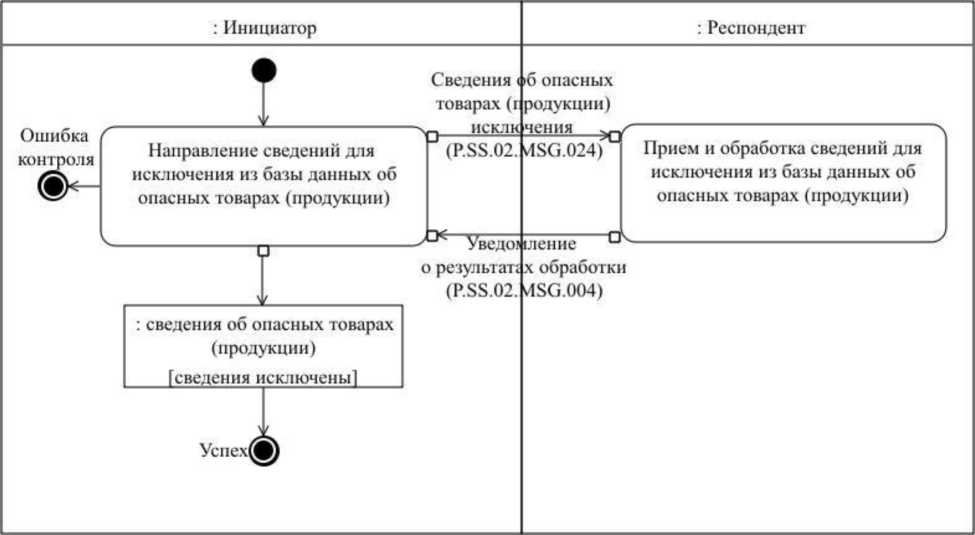 : Инициатор
: Респондент
Сведения об опасных
товарах (продукции)
исключения
(P.SS.02.MSG.024)
Ошибка
контроля
Направление сведений для
исключения из базы данных об
опасных товарах (продукции)
Прием и обработка сведений для
исключения из базы данных об
опасных товарах (продукции)
Уведомление
о результатах обработки
(P.SS.02.MSG.004)
: сведения об опасных товарах
(продукции)
[сведения исключены]
Успех